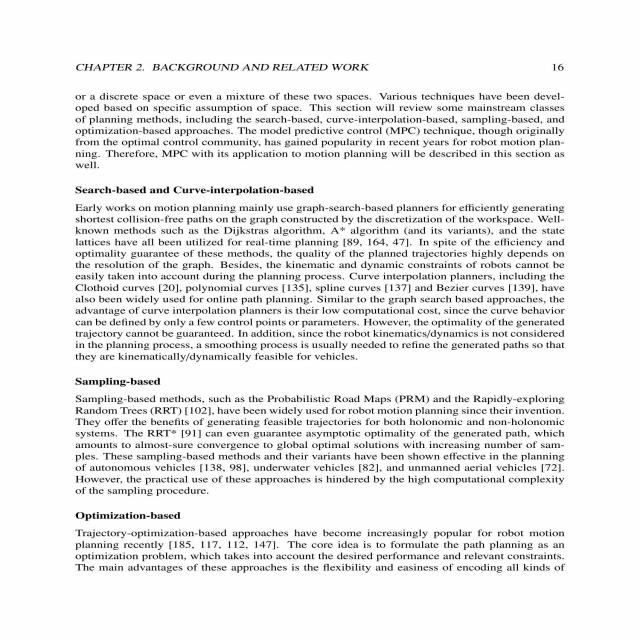 CHAPTER 2. BACKGROUND AND RELATED WORK 16
or a discrete space or even a mixture of these two spaces. Various techniques have been devel-
oped based on specific assumption of space. This section will review some mainstream classes
of planning methods, including the search-based, curve-interpolation-based, sampling-based, and
optimization-based approaches. The model predictive control (MPC) technique, though originally
from the optimal control community, has gained popularity in recent years for robot motion plan-
ning. Therefore, MPC with its application to motion planning will be described in this section as
well.
Search-based and Curve-interpolation-based
Early works on motion planning mainly use graph-search-based planners for efficiently generating
shortest collision-free paths on the graph constructed by the discretization of the workspace. Well-
known methods such as the Dijkstras algorithm, A* algorithm (and its variants), and the state
lattices have all been utilized for real-time planning [89, 164, 47]. In spite of the efficiency and
optimality guarantee of these methods, the quality of the planned trajectories highly depends on
the resolution of the graph. Besides, the kinematic and dynamic constraints of robots cannot be
easily taken into account during the planning process. Curve interpolation planners, including the
Clothoid curves [20], polynomial curves [135], spline curves [137] and Bezier curves [139], have
also been widely used for online path planning. Similar to the graph search based approaches, the
advantage of curve interpolation planners is their low computational cost, since the curve behavior
can be defined by only a few control points or parameters. However, the optimality of the generated
trajectory cannot be guaranteed. In addition, since the robot kinematics/dynamics is not considered
in the planning process, a smoothing process is usually needed to refine the generated paths so that
they are kinematically/dynamically feasible for vehicles.
Sampling-based
Sampling-based methods, such as the Probabilistic Road Maps (PRM) and the Rapidly-exploring
Random Trees (RRT) [102], have been widely used for robot motion planning since their invention.
They offer the benefits of generating feasible trajectories for both holonomic and non-holonomic
systems. The RRT* [91] can even guarantee asymptotic optimality of the generated path, which
amounts to almost-sure convergence to global optimal solutions with increasing number of sam-
ples. These sampling-based methods and their variants have been shown effective in the planning
of autonomous vehicles [138, 98], underwater vehicles [82], and unmanned aerial vehicles [72].
However, the practical use of these approaches is hindered by the high computational complexity
of the sampling procedure.
Optimization-based
Trajectory-optimization-based approaches have become increasingly popular for robot motion
planning recently [185, 117, 112, 147]. The core idea is to formulate the path planning as an
optimization problem, which takes into account the desired performance and relevant constraints.
The main advantages of these approaches is the flexibility and easiness of encoding all kinds of